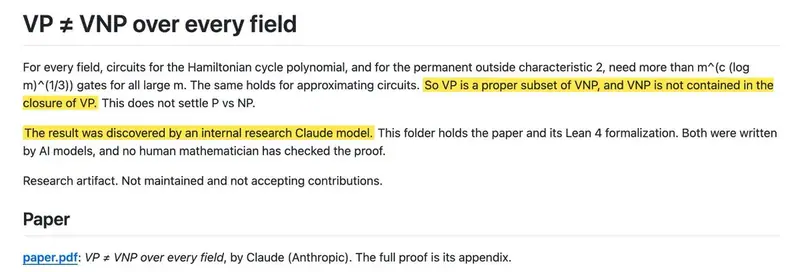 VP ≠ VNP over every field
For every field, circuits for the Hamiltonian cycle polynomial, and for the permanent outside characteristic 2, need more than m^(c (log
m)^(1/3)) gates for all large m. The same holds for approximating circuits. So VP is a proper subset of VNP, and VNP is not contained in the
closure of VP. This does not settle P vs NP.
The result was discovered by an internal research Claude model. This folder holds the paper and its Lean 4 formalization. Both were written
by AI models, and no human mathematician has checked the proof.
Research artifact. Not maintained and not accepting contributions.
Paper
paper.pdf: VP ≠ VNP over every field, by Claude (Anthropic). The full proof is its appendix.